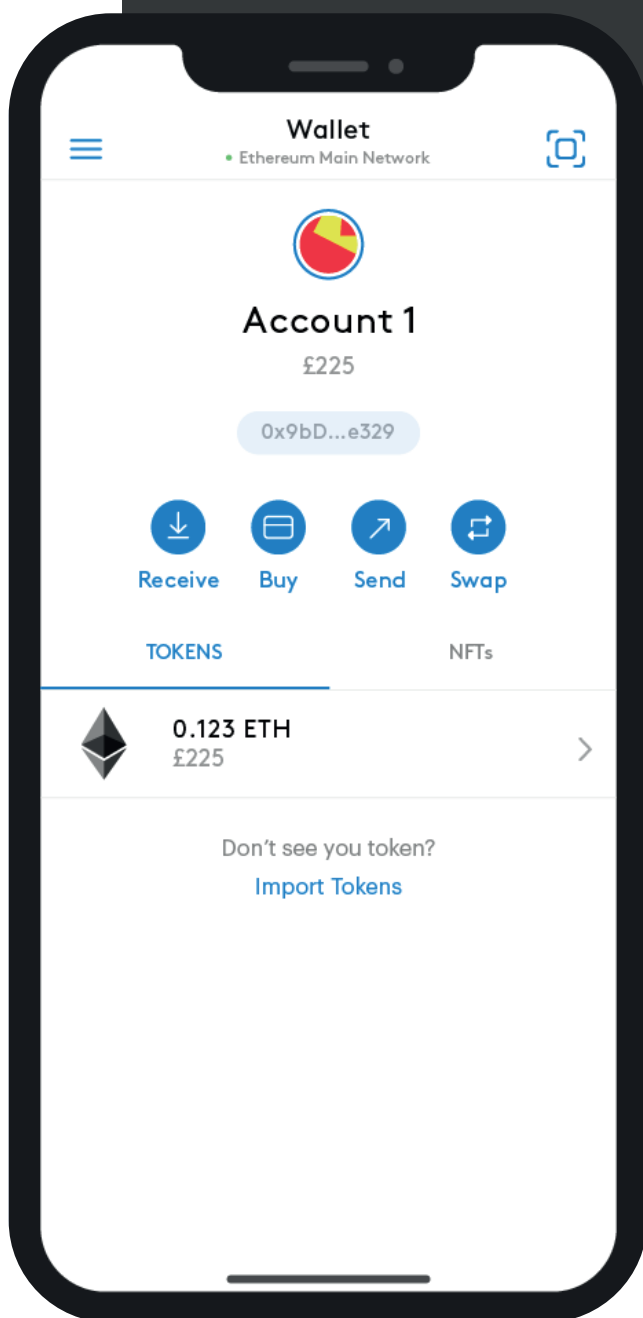 Wallet
Ethereum Main Network
Account 1
£225
0x9bD...e329
Receive Buy Send Swap
TOKENS NFTs
0.123 ETH
£225
Don't see you token?
Import Tokens